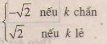 -√2 nếu k chẵn
√2 nếu k lẻ